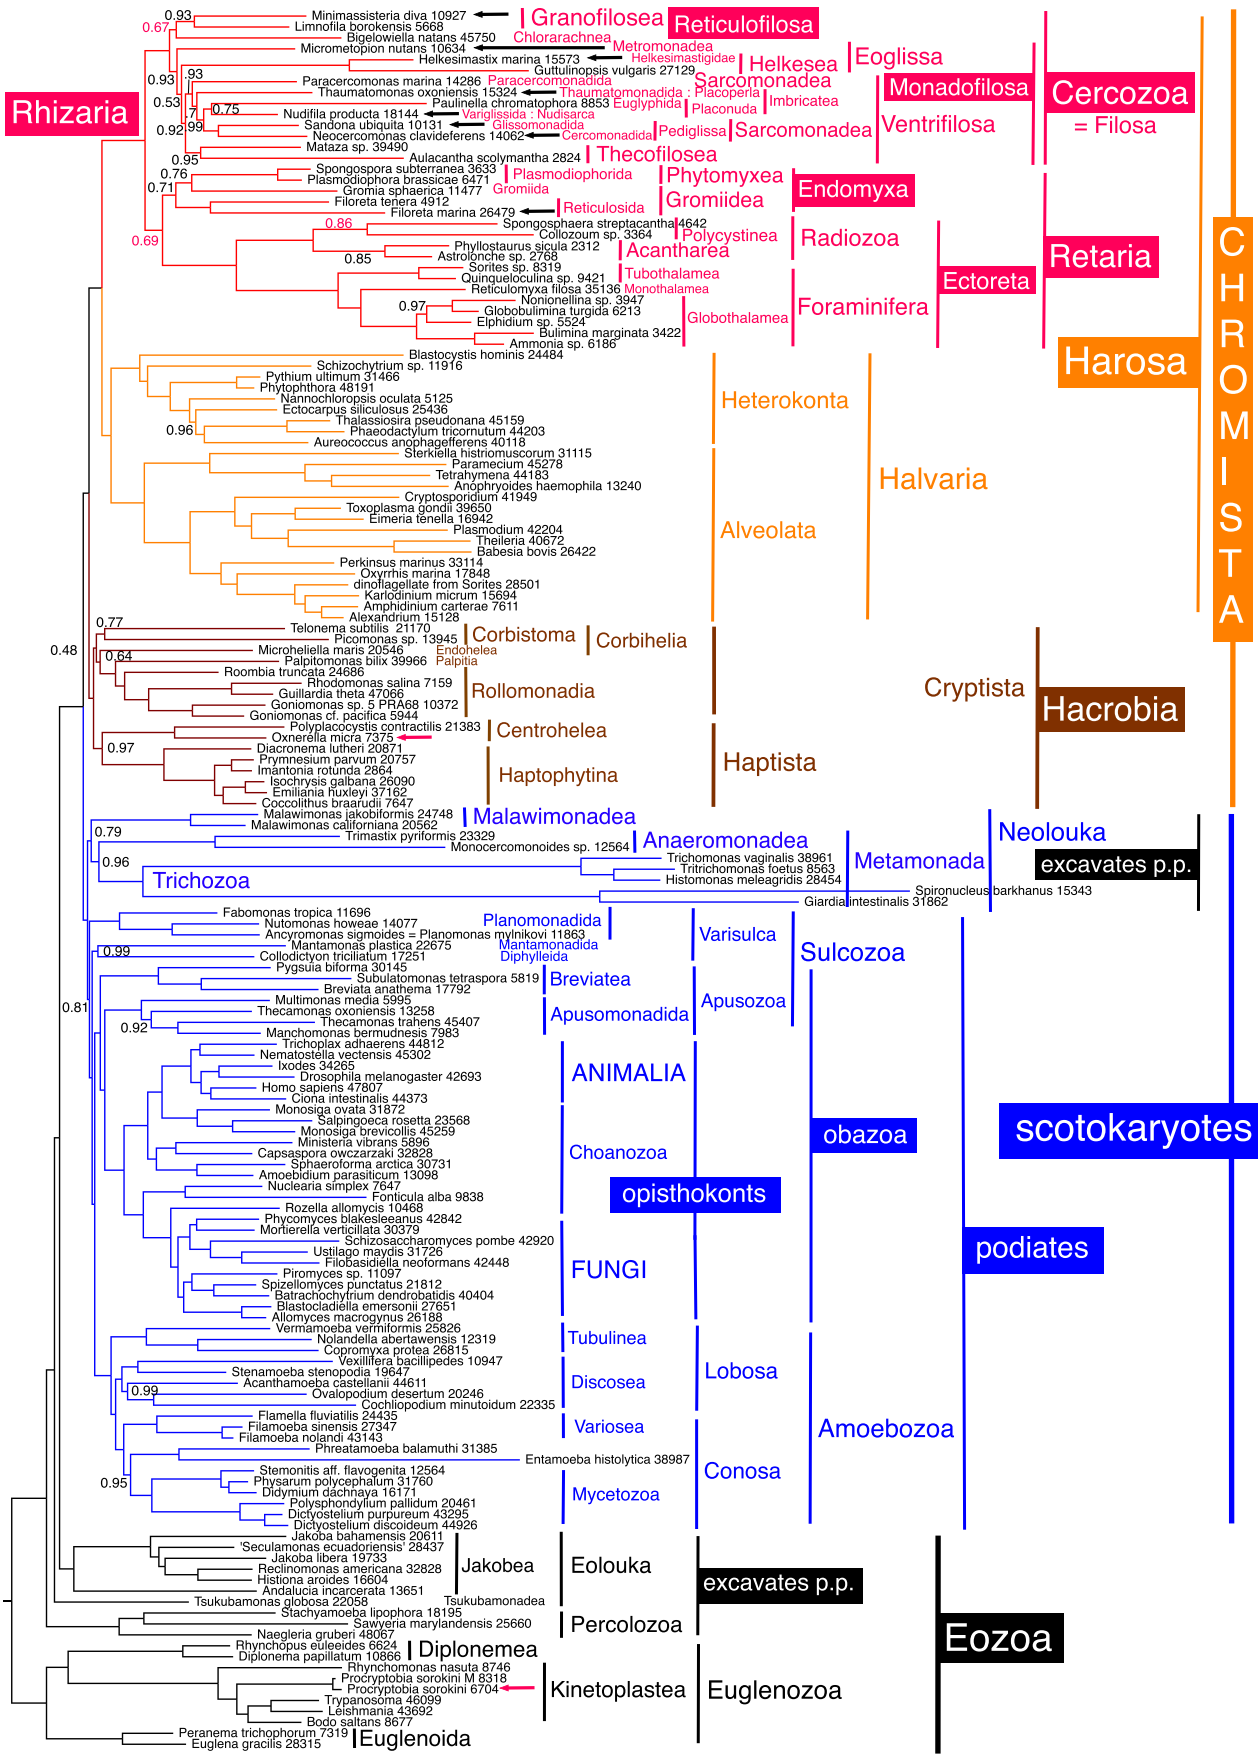 0.93 Minimassisteria diva 10927 Granofilosea Reticulofilosa
0.67 Limnofila borokensis 5668
Bigelowiella natans 45750 Chlorarachnea
Micrometopion nutans 10634 Metromonadea
Helkesimastix marina 15573 Helkesimastigidae Helkesea Eoglissa
Guttulinopsis vulgaris 27129
0.93 .93 Paracercomonas marina 14286 Paracercomonadida Sarcomonadea Monadofilosa Cercozoa
Thaumatomonas oxoniensis 15324 Thaumatomonadida : Placoperla
= Filosa
0.53 0.75 Paulinella chromatophora 8853 Euglyphida Placonuda Imbricatea
Rhizaria .7 Nudifila producta 18144 Variglissida : Nudisarca
0.92 .99 Sandona ubiquita 10131 Glissomonadida Pediglissa Sarcomonadea Ventrifilosa
Neocercomonas clavideferens 14062 Cercomonadida
Mataza sp. 39490
0.95 Aulacantha scolymantha 2824 Thecofilosea
0.76 Spongospora subterranea 3633 Plasmodiophorida Phytomyxea
Plasmodiophora brassicae 6471
0.71 Gromia sphaerica 11477 Gromiida Endomyxa
Filoreta tenera 4912 Gromiidea
Filoreta marina 26479 Reticulosida
0.86 Spongosphaera streptacantha 4642
0.69 Collozoum sp. 3364 Polycystinea Radiozoa
Phyllostaurus sicula 2312 Acantharea Retaria
0.85 Astrolonche sp. 2768
Sorites sp. 8319 Tubothalamea
Quinqueloculina sp. 9421 Ectoreta
Reticulomyxa filosa 35136 Monothalamea
0.97 Nonionellina sp. 3947 Foraminifera
Globobulimina turgida 6213 Globothalamea
Elphidium sp. 5524
Bulimina marginata 3422
Ammonia sp. 6186
Blastocystis hominis 24484 Harosa
Schizochytrium sp. 11916
Pythium ultimum 31466
Phytophthora 48191
Nannochloropsis oculata 5125 Heterokonta
Ectocarpus siliculosus 25436
Thalassiosira pseudonana 45159
0.96 Phaeodactylum tricornutum 44203
Aureococcus anophagefferens 40118
CHROMISTA
Sterkiella histriomuscorum 31115
Paramecium 45278
Tetrahymena 44183 Halvaria
Anophryoides haemophila 13240
Cryptosporidium 41949
Toxoplasma gondii 39650
Eimeria tenella 16942
Plasmodium 42204 Alveolata
Theileria 40672
Babesia bovis 26422
Perkinsus marinus 33114
Oxyrrhis marina 17848
dinoflagellate from Sorites 28501
Karlodinium micrum 15694
Amphidinium carterae 7611
Alexandrium 15128
0.77 Telonema subtilis 21170 Corbistoma Corbihelia
Picomonas sp. 13945
0.48 0.64 Microheliella maris 20546 Endohelea
Palpitomonas bilix 39966 Palpitia
Roombia truncata 24686
Rhodomonas salina 7159 Rollomonadia Cryptista
Guillardia theta 47066
Goniomonas sp. 5 PRA68 10372 Hacrobia
Goniomonas cf. pacifica 5944
Polyplacocystis contractilis 21383 Centrohelea
Oxnerella micra 7375
0.97 Diacronema lutheri 20871
Prymnesium parvum 20757 Haptista
Imantonia rotunda 2864 Haptophytina
Isochrysis galbana 26090
Emiliania huxleyi 37162
Coccolithus braarudii 7647
Malawimonas jakobiformis 24748 Malawimonadea
Malawimonas californiana 20562
0.79 Trimastix pyriformis 23329 Anaeromonadea Neolouka
Monocercomonoides sp. 12564
0.96 Trichomonas vaginalis 38961 Metamonada excavates p.p.
Tritrichomonas foetus 8563
Trichozoa Histomonas meleagridis 28454
Spironucleus barkhanus 15343
Giardia intestinalis 31862
Fabomonas tropica 11696 Planomonadida
Nutomonas howeae 14077
Ancyromonas sigmoides = Planomonas mylnikovi 11863 Varisulca
0.99 Mantamonas plastica 22675 Mantamonadida Sulcozoa
Collodictyon triciliatum 17251 Diphylleida
Pygsuia biforma 30145
Subulatomonas tetraspora 5819 Breviatea
Breviata anathema 17792
0.81 Multimonas media 5995 Apusozoa
Thecamonas oxoniensis 13258 Apusomonadida
0.92 Thecamonas trahens 45407
Manchomonas bermudnesis 7983
Trichoplax adhaerens 44812
Nematostella vectensis 45302
Ixodes 34265 ANIMALIA
Drosophila melanogaster 42693
Homo sapiens 47807
Ciona intestinalis 44373
Monosiga ovata 31872
Salpingoeca rosetta 23568 scotokaryotes
Monosiga brevicollis 45259 obazoa
Ministeria vibrans 5896
Capsaspora owczarzaki 32828 Choanozoa
Sphaeroforma arctica 30731
Amoebidium parasiticum 13098
Nuclearia simplex 7647 opisthokonts
Fonticula alba 9838
Rozella allomycis 10468
Phycomyces blakesleeanus 42842
Mortierella verticillata 30379
Schizosaccharomyces pombe 42920 podiates
Ustilago maydis 31726
Filobasidiella neoformans 42448
Piromyces sp. 11097 FUNGI
Spizellomyces punctatus 21812
Batrachochytrium dendrobatidis 40404
Blastocladiella emersonii 27651
Allomyces macrogynus 26188
Vermamoeba vermiformis 25826
Nolandella abertawensis 12319 Tubulinea
Copromyxa protea 26815
Vexillifera bacillipedes 10947
Stenamoeba stenopodia 19647 Lobosa
Acanthamoeba castellanii 44611 Discosea
0.99 Ovalopodium desertum 20246
Cochliopodium minutoidum 22335
Flamella fluviatilis 24435
Filamoeba sinensis 27347 Variosea Amoebozoa
Filamoeba nolandi 43143
Phreatamoeba balamuthi 31385
Entamoeba histolytica 38987
0.95 Stemonitis aff. flavogenita 12564 Conosa
Physarum polycephalum 31760
Didymium dachnaya 16171 Mycetozoa
Polysphondylium pallidum 20461
Dictyostelium purpureum 43295
Dictyostelium discoideum 44926
Jakoba bahamensis 20611
'Seculamonas ecuadoriensis' 28437
Jakoba libera 19733 Jakobea Eolouka
Reclinomonas americana 32828
Histiona aroides 16604 excavates p.p.
Andalucia incarcerata 13651
Tsukubamonas globosa 22058 Tsukubamonadea
Stachyamoeba lipophora 18195
Sawyeria marylandensis 25660 Percolozoa
Naegleria gruberi 48067 Eozoa
Rhynchopus euleeides 6624 Diplonemea
Diplonema papillatum 10866
Rhynchomonas nasuta 8746
Procryptobia sorokini M 8318
Procryptobia sorokini 6704 Kinetoplastea Euglenozoa
Trypanosoma 46099
Leishmania 43692
Bodo saltans 8677
Peranema trichophorum 7319 Euglenoida
Euglena gracilis 28315